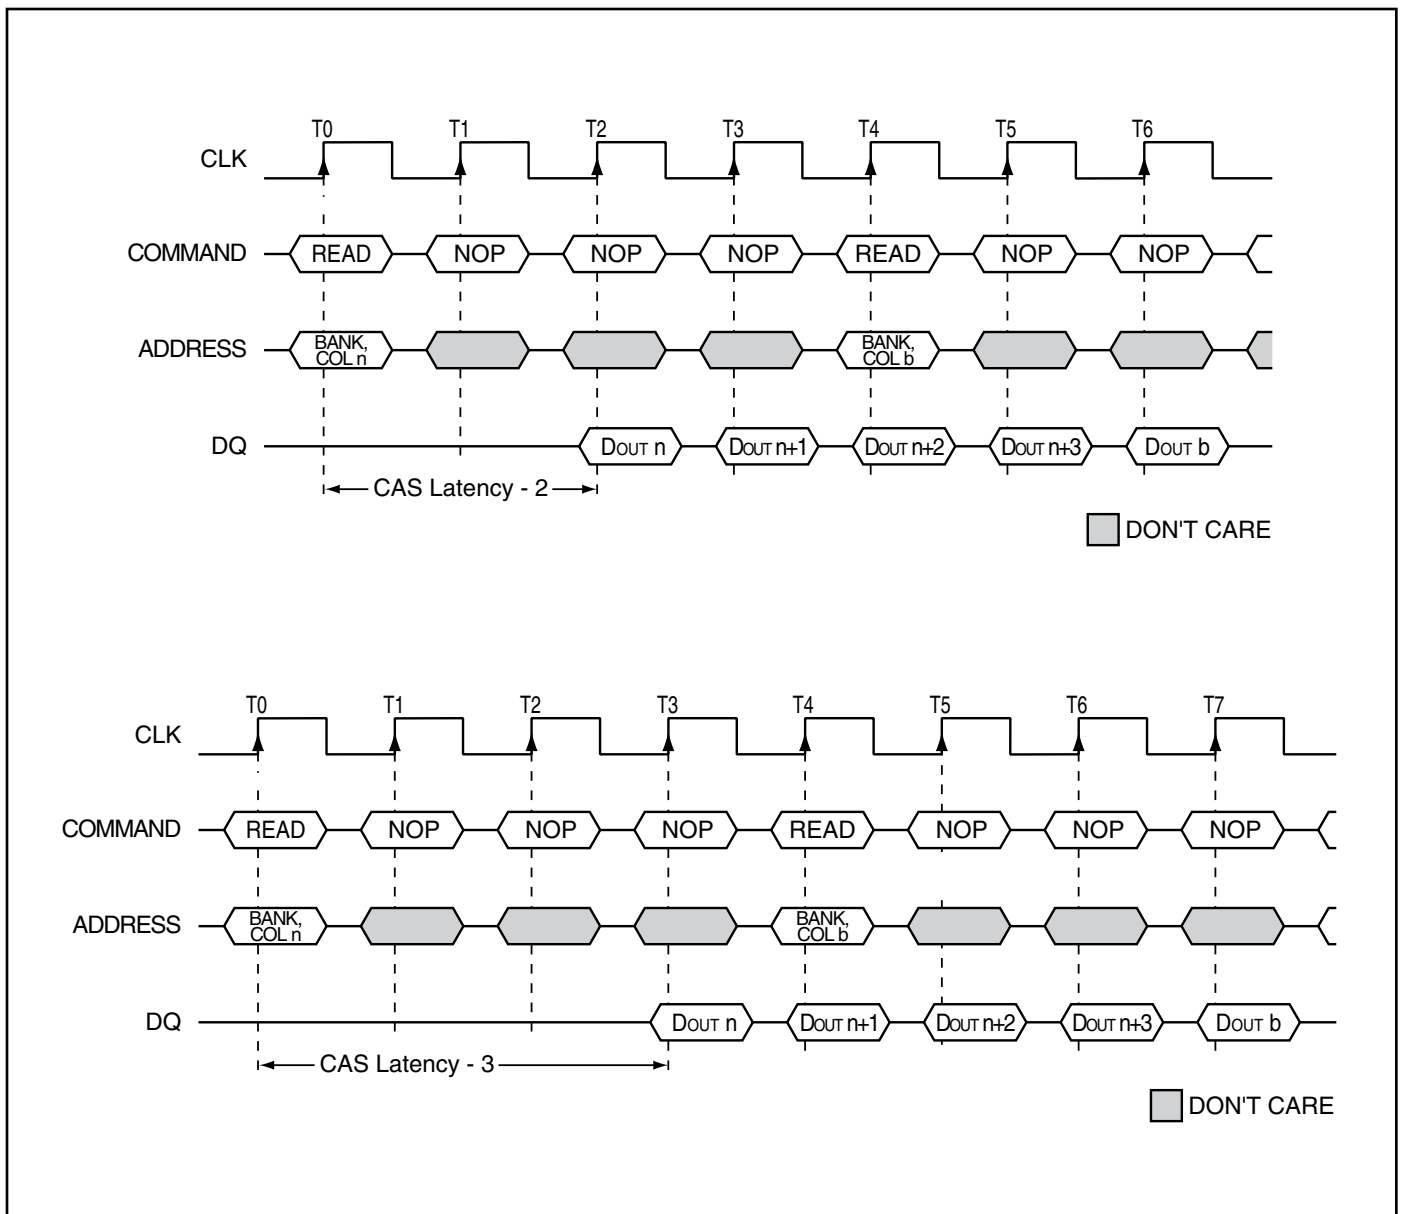 T0 T1 T2 T3 T4 T5 T6
CLK
COMMAND READ NOP NOP NOP READ NOP NOP
ADDRESS BANK, COL n BANK, COL b
DQ DOUT n DOUT n+1 DOUT n+2 DOUT n+3 DOUT b
CAS Latency - 2
DON'T CARE
T0 T1 T2 T3 T4 T5 T6 T7
CLK
COMMAND READ NOP NOP NOP READ NOP NOP NOP
ADDRESS BANK, COL n BANK, COL b
DQ DOUT n DOUT n+1 DOUT n+2 DOUT n+3 DOUT b
CAS Latency - 3
DON'T CARE